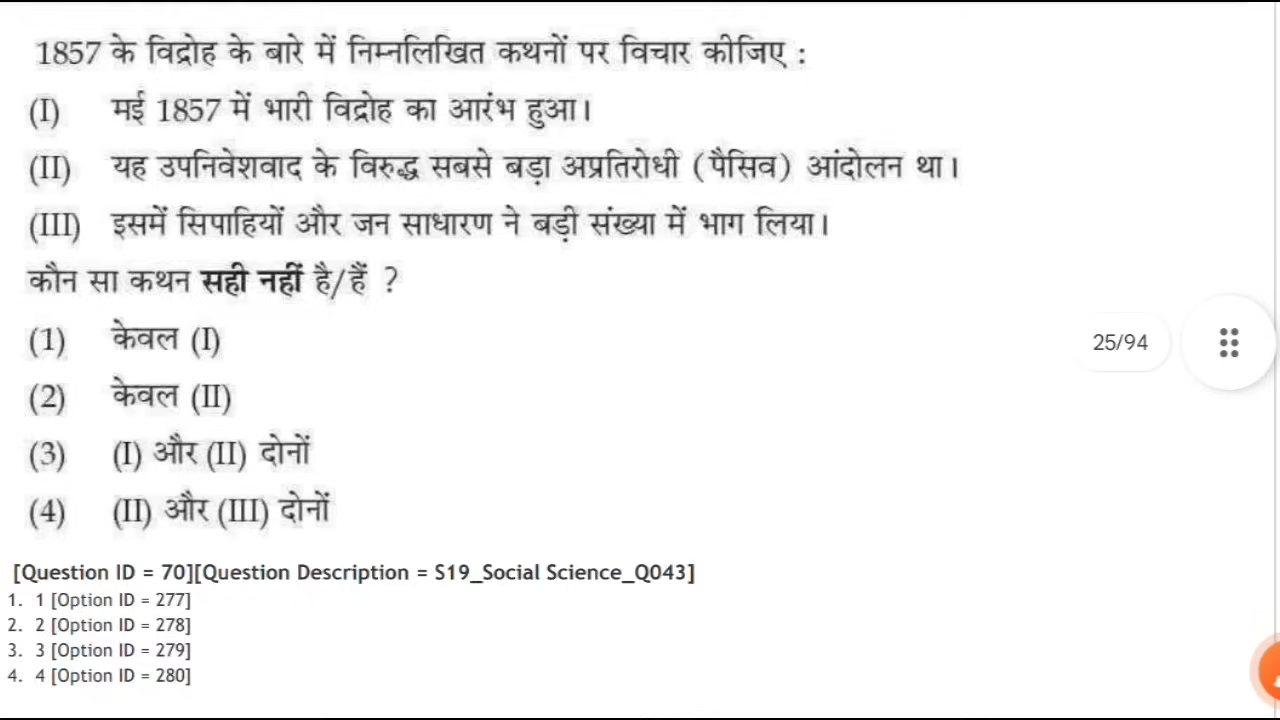 1857 के विद्रोह के बारे में निम्नलिखित कथनों पर विचार कीजिए :
(I) मई 1857 में भारी विद्रोह का आरंभ हुआ।
(II) यह उपनिवेशवाद के विरुद्ध सबसे बड़ा अप्रतिरोधी (पैसिव) आंदोलन था।
(III) इसमें सिपाहियों और जन साधारण ने बड़ी संख्या में भाग लिया।
कौन सा कथन सही नहीं है/हैं ?
(1) केवल (I)
25/94
(2) केवल (II)
(3) (I) और (II) दोनों
(4) (II) और (III) दोनों
[Question ID = 70][Question Description = S19_Social Science_Q043]
1. 1 [Option ID = 277]
2. 2 [Option ID = 278]
3. 3 [Option ID = 279]
4. 4 [Option ID = 280]